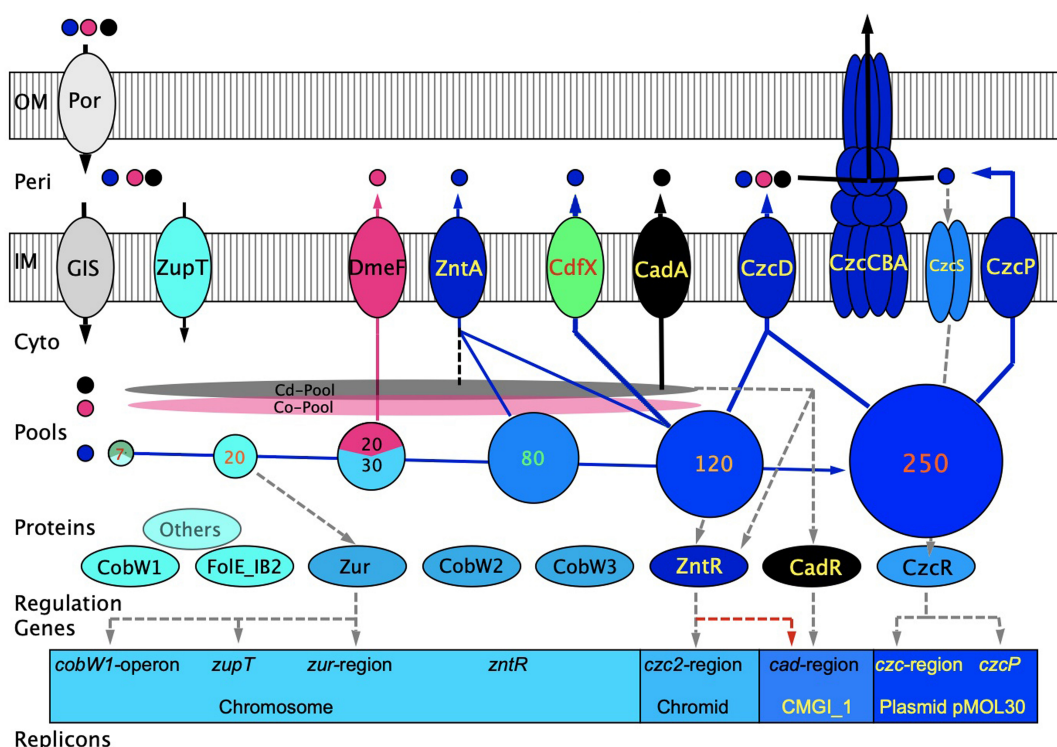 OM
Por
Peri
IM
GIS
ZupT
DmeF
ZntA
CdfX
CadA
CzcD
CzcCBA
CzcS
CzcP
Cyto
Cd-Pool
Co-Pool
Pools
7
20
20
30
80
120
250
Proteins
Others
CobW1
FolE_IB2
Zur
CobW2
CobW3
ZntR
CadR
CzcR
Regulation
Genes
cobW1-operon
zupT
zur-region
zntR
czc2-region
cad-region
czc-region
czcP
Chromosome
Chromid
CMGI_1
Plasmid pMOL30
Replicons